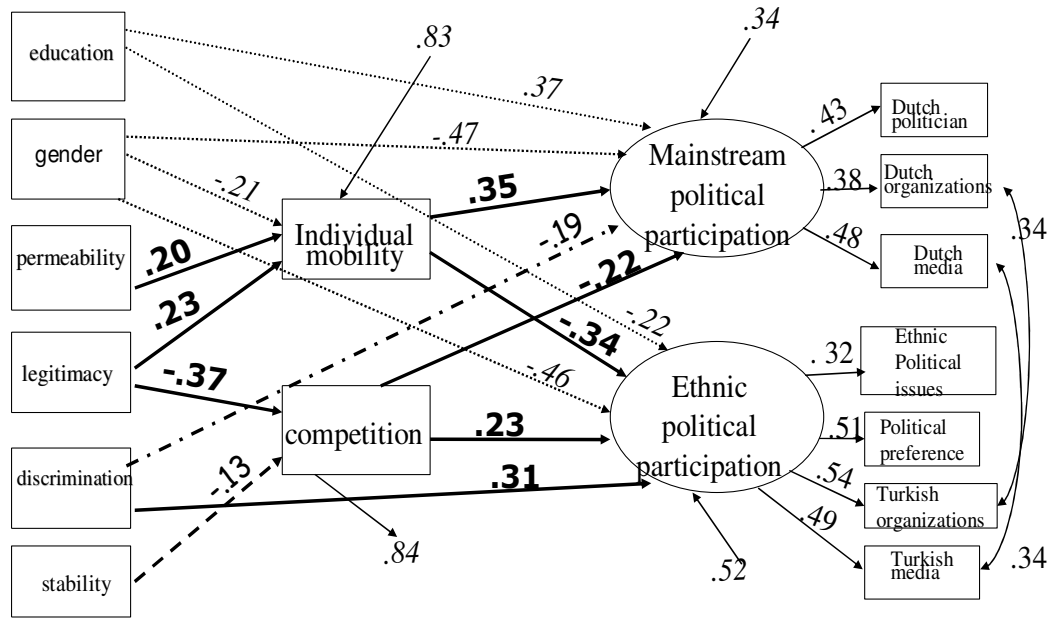 education
gender
permeability
legitimacy
discrimination
stability
.83
.34
.37
-.47
-.21
.20
.23
-.37
-.13
Individual
mobility
competition
.84
.35
-.19
-.22
-.34
-.22
-.46
.23
.31
Mainstream
political
participation
Ethnic
political
participation
.52
.43
.38
.48
. 32
.51
.54
.49
Dutch
politician
Dutch
organizations
Dutch
media
Ethnic
Political
issues
Political
preference
Turkish
organizations
Turkish
media
.34
.34